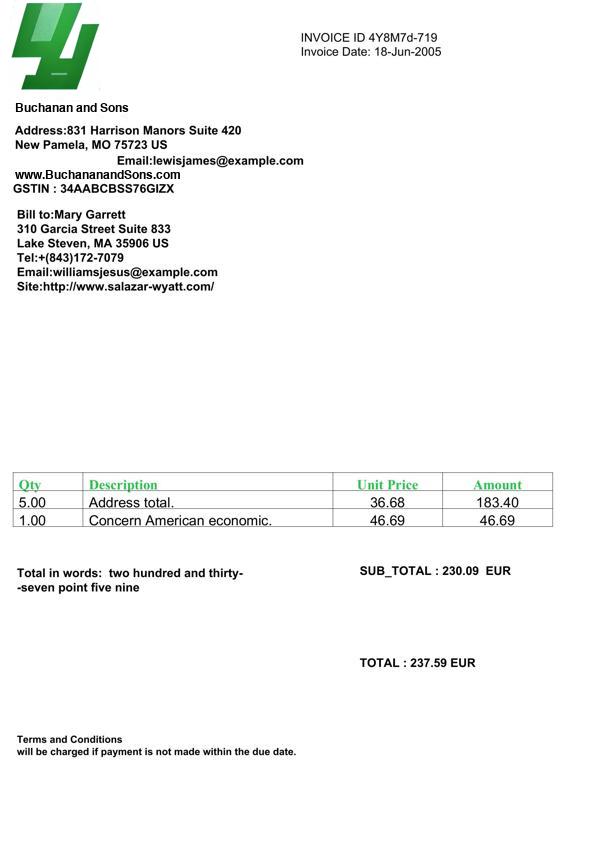 INVOICE ID 4Y8M7d-719
Invoice Date: 18-Jun-2005
Buchanan and Sons
Address:831 Harrison Manors Suite 420
New Pamela, MO 75723 US
Email:lewisjames@example.com
www.BuchananandSons.com
GSTIN : 34AABCBSS76GIZX
Bill to:Mary Garrett
310 Garcia Street Suite 833
Lake Steven, MA 35906 US
Tel:+(843)172-7079
Email:williamsjesus@example.com
Site:http://www.salazar-wyatt.com/
Qty Description Unit Price Amount
5.00 Address total. 36.68 183.40
1.00 Concern American economic. 46.69 46.69
Total in words:  two hundred and thirty-
-seven point five nine
SUB_TOTAL : 230.09  EUR
TOTAL : 237.59 EUR
Terms and Conditions
will be charged if payment is not made within the due date.